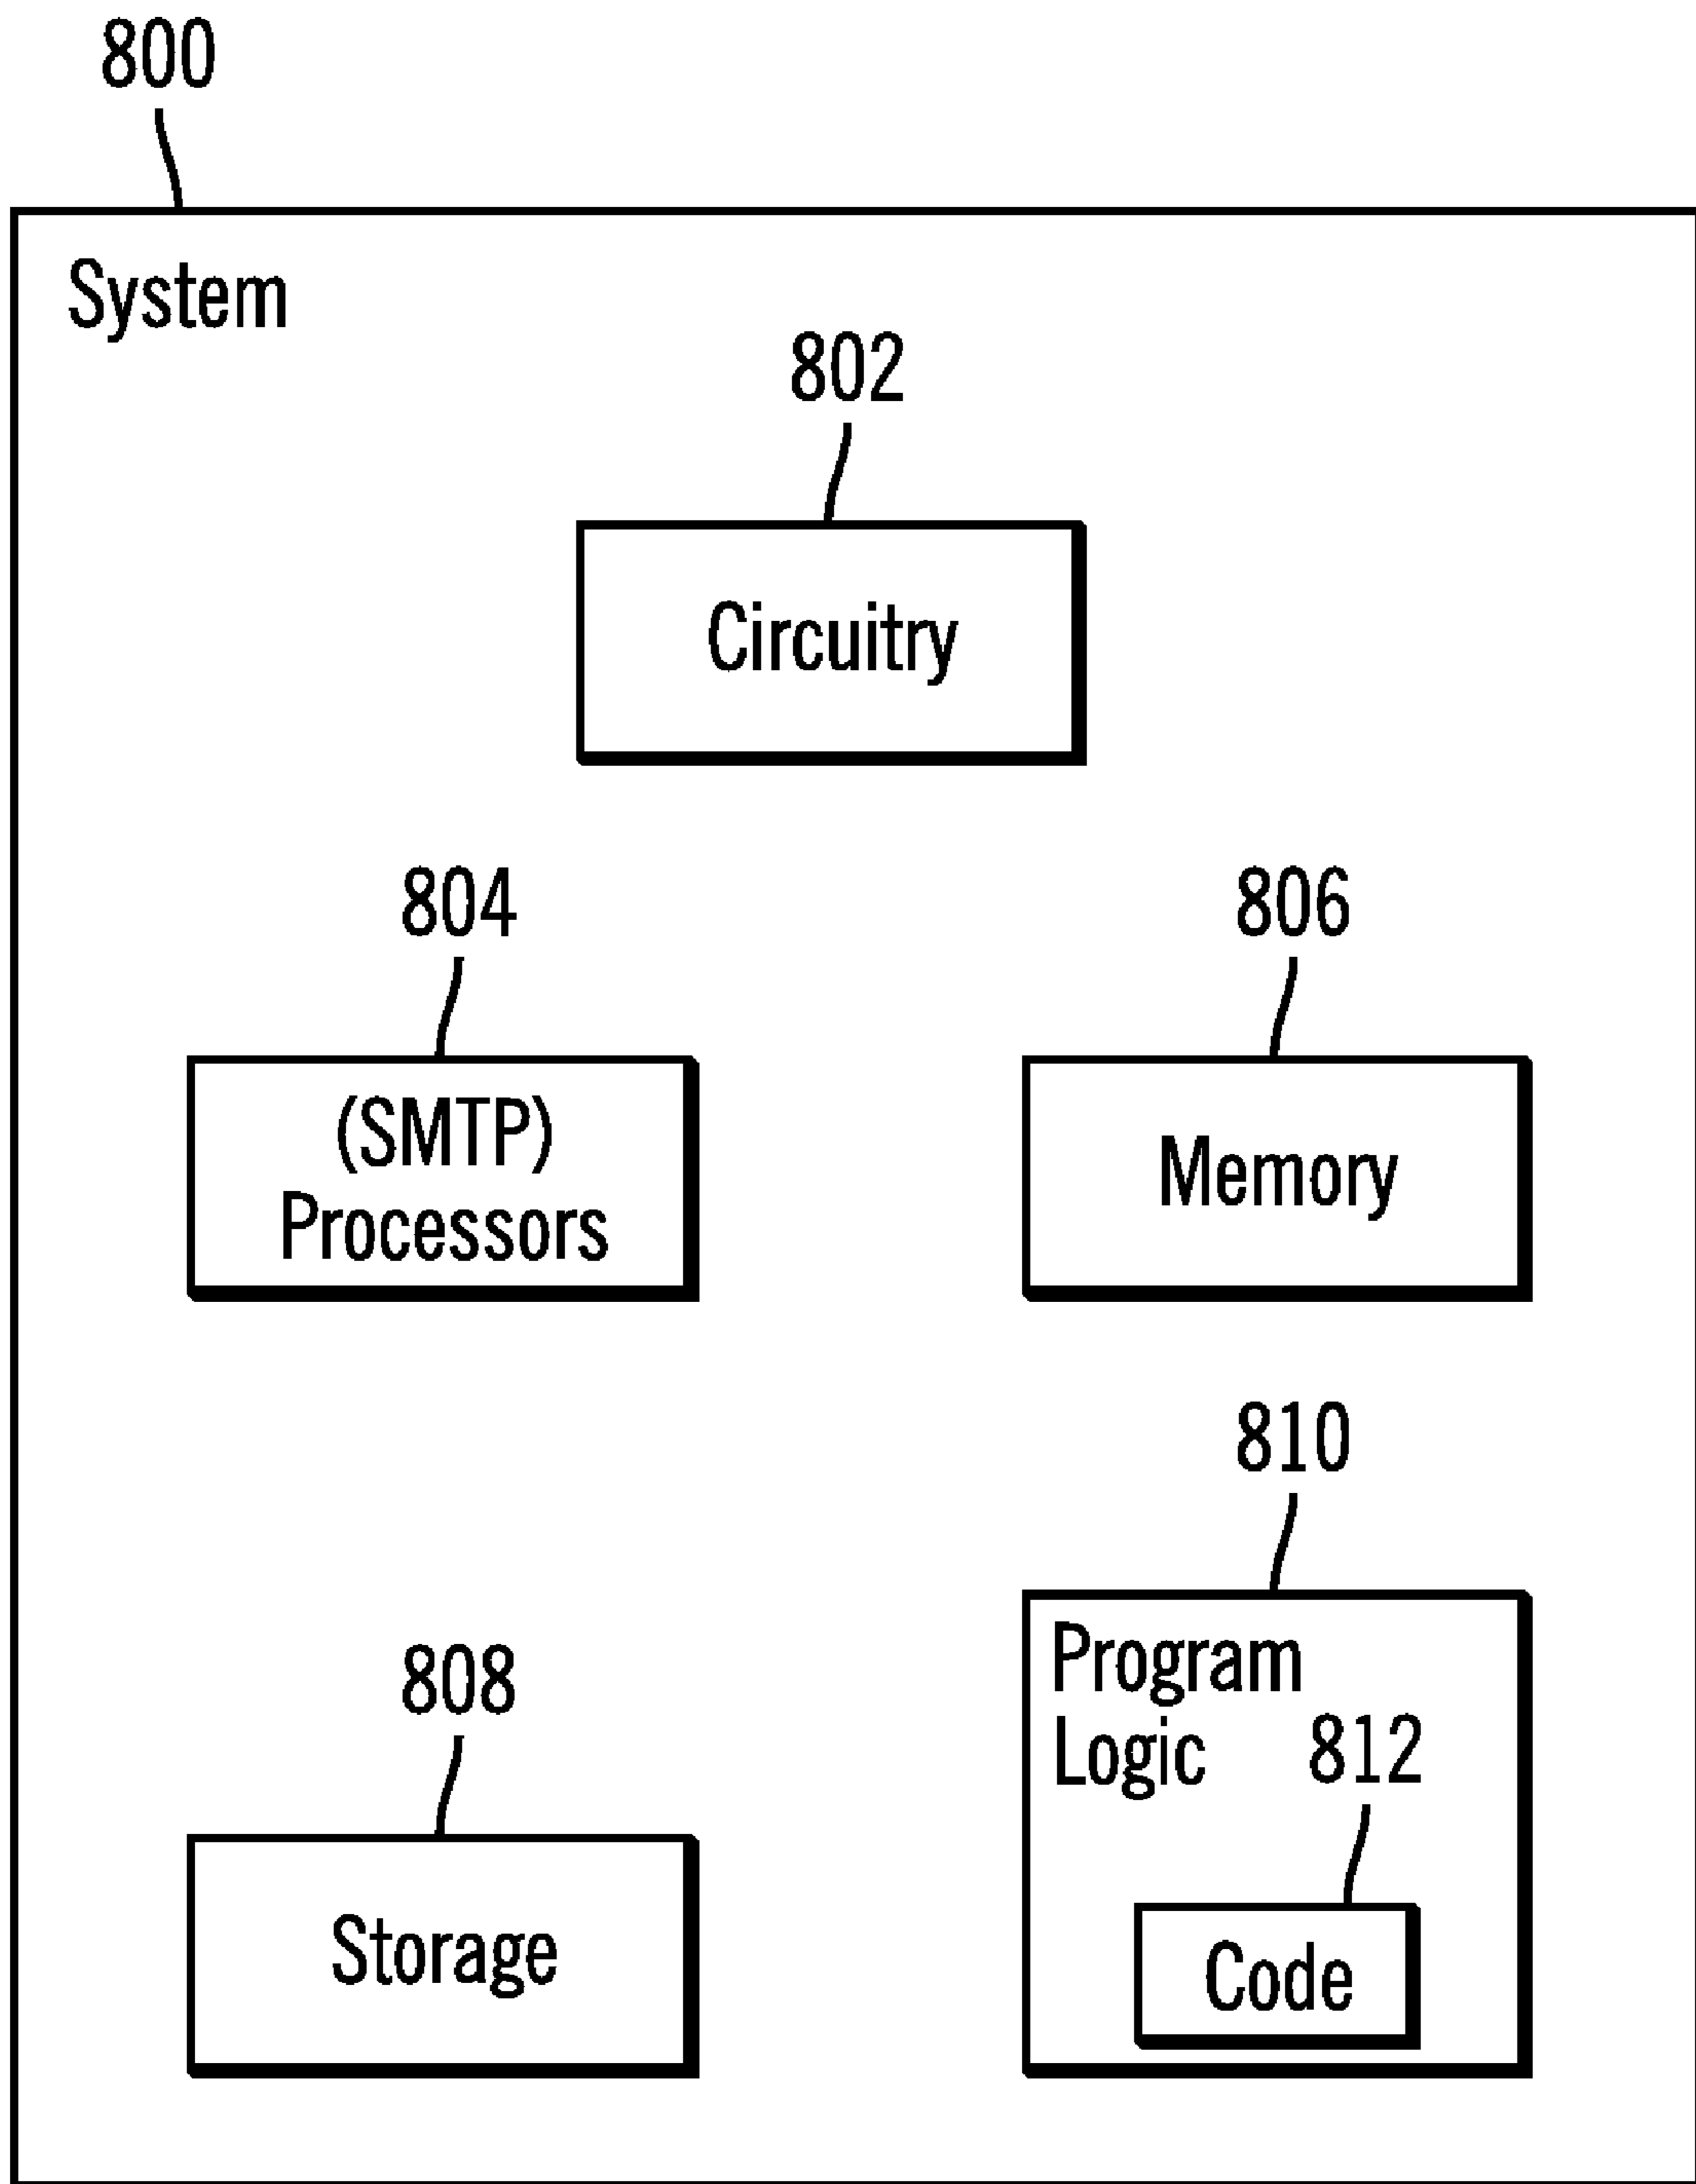 800
System
802
Circuitry
804
806
(SMTP)
Processors
Memory
810
808
Program
Logic
812
Storage
Code